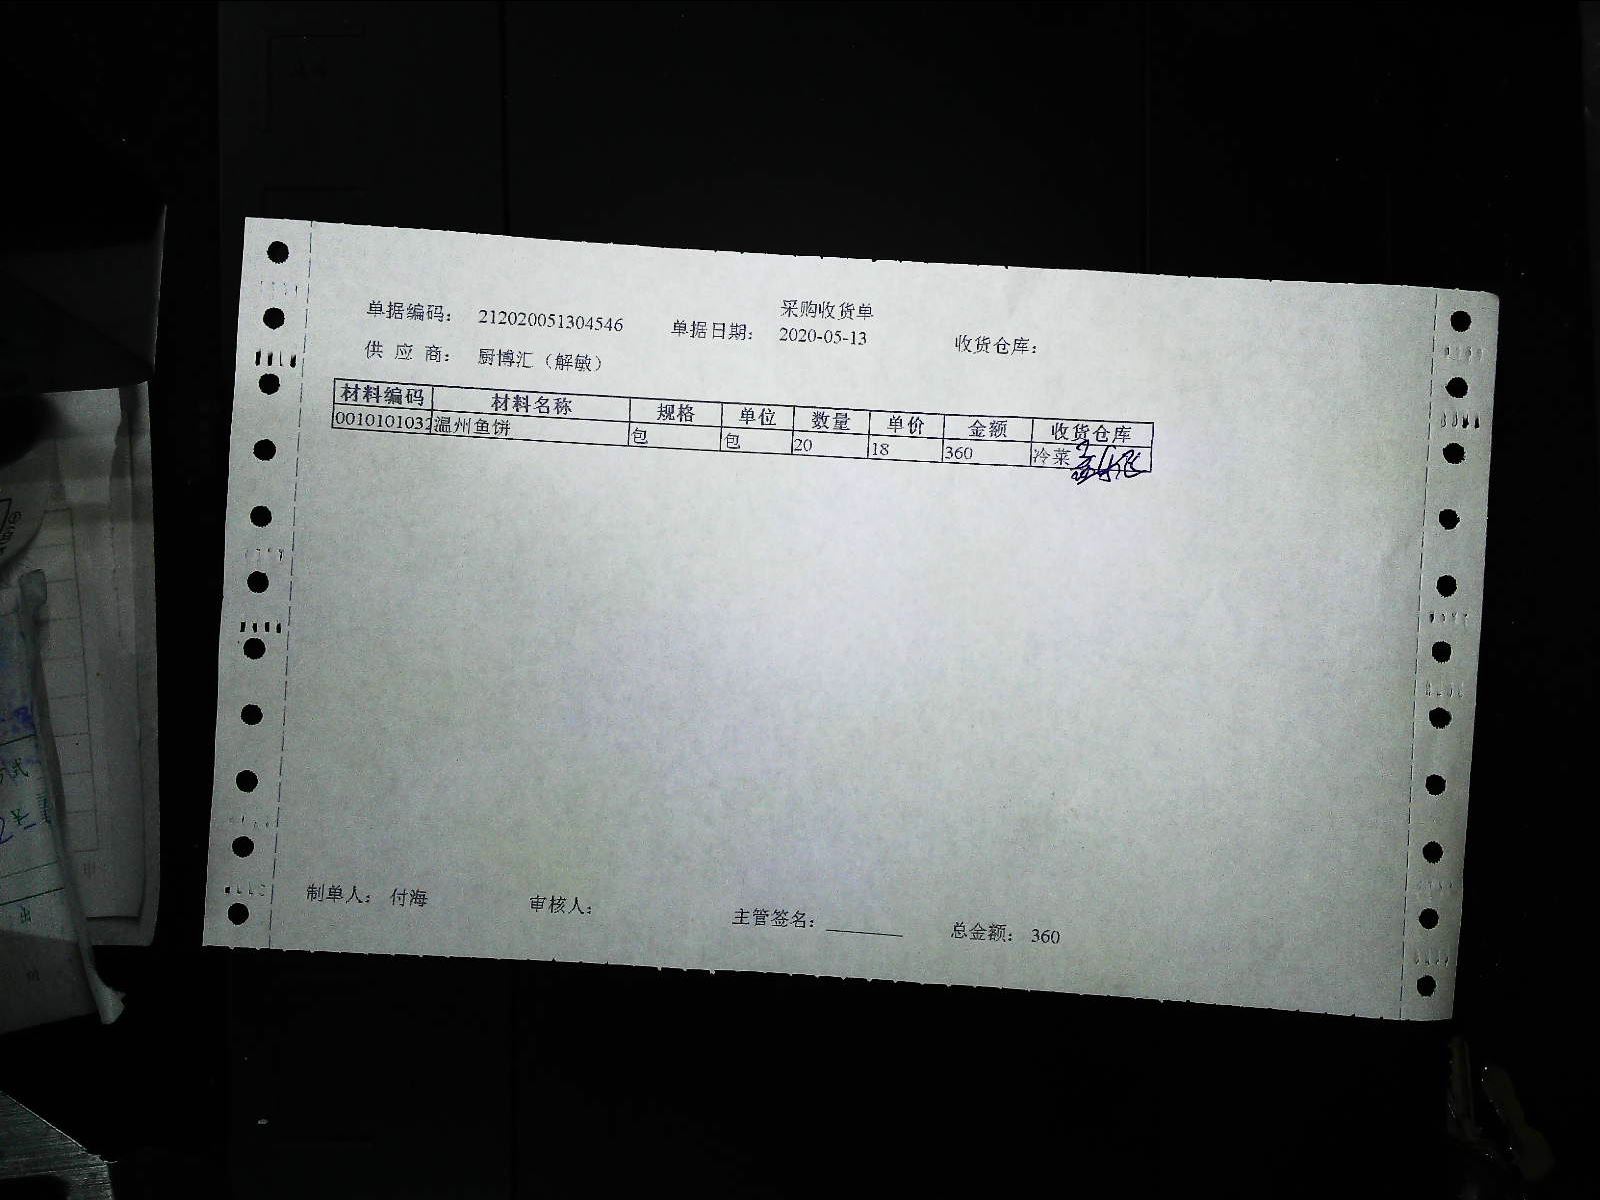 采购收货单
单据编码： 212020051304546 单据日期： 2020-05-13 收货仓库：
供 应 商： 厨博汇（解敏）
材料编码 材料名称 规格 单位 数量 单价 金额 收货仓库
0010101032 温州鱼饼 包 包 20 18 360 冷菜
制单人： 付海 审核人： 主管签名： 总金额： 360